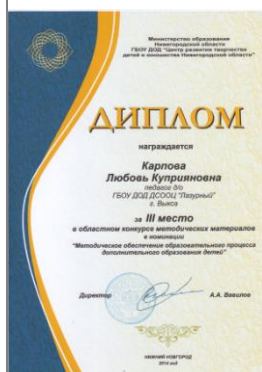 Министерство образования
Нижегородской области
ГБОУ ДОД "Центр развития творчества
детей и юношества Нижегородской области"
ДИПЛОМ
награждается
Карпова
Любовь Куприяновна
педагог д/о
ГБОУ ДОД ДСООЦ "Лазурный"
г. Выкса
за III место
в областном конкурсе методических материалов
в номинации
"Методическое обеспечение образовательного процесса
дополнительного образования детей"
Директор А.А. Вавилов
НИЖНИЙ НОВГОРОД
2014 год